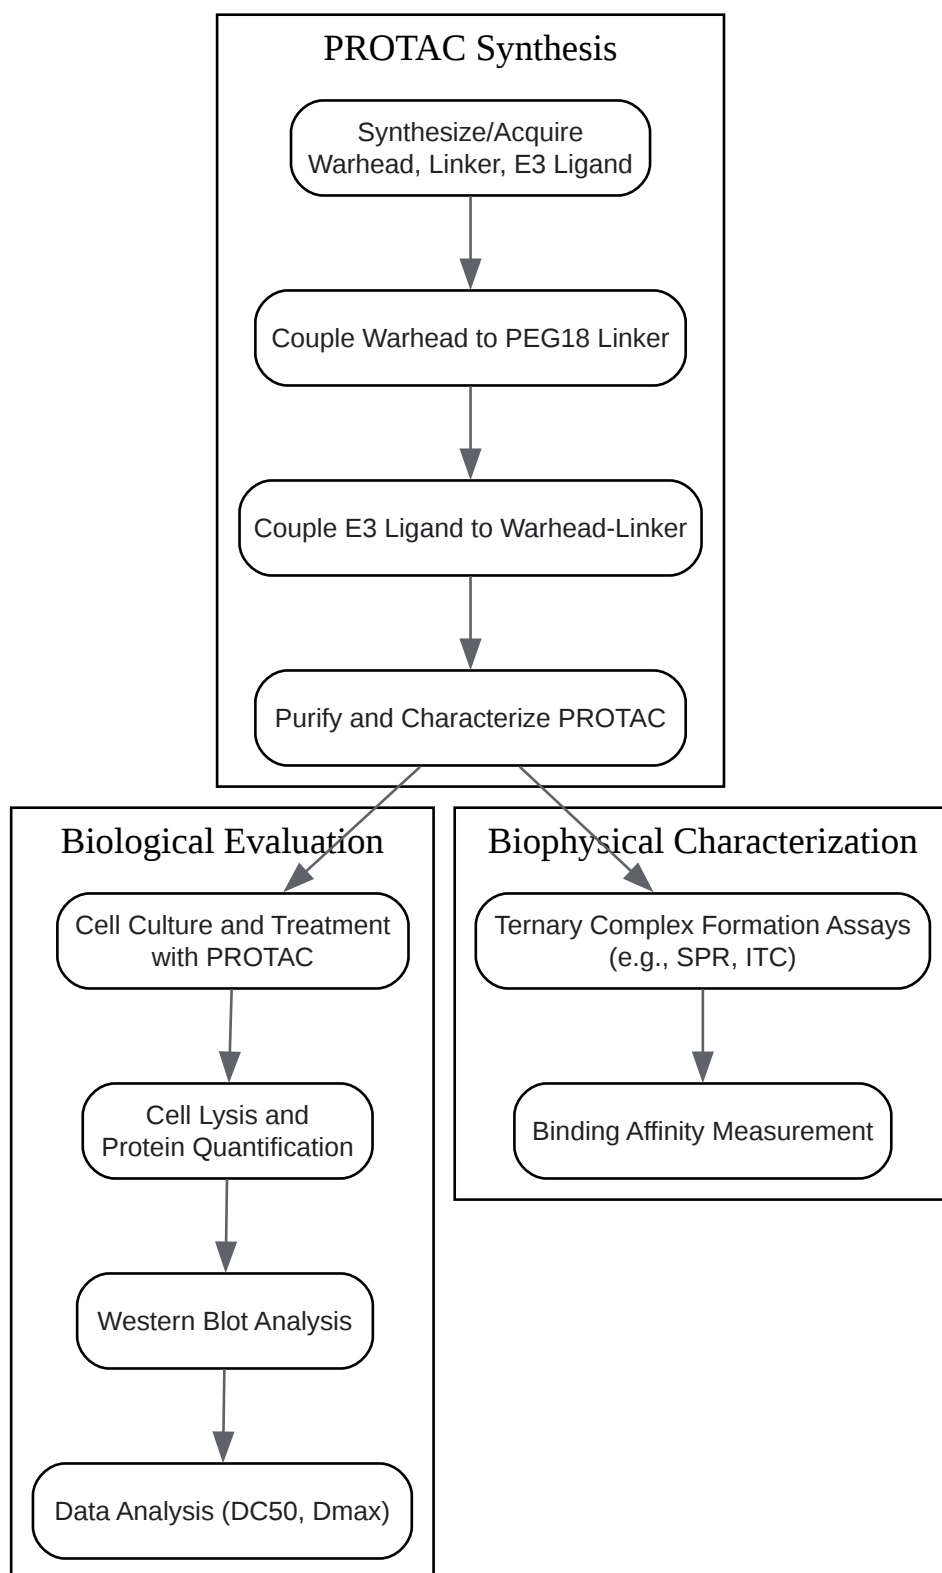 PROTAC Synthesis
Synthesize/Acquire
Warhead, Linker, E3 Ligand
Couple Warhead to PEG18 Linker
Couple E3 Ligand to Warhead-Linker
Purify and Characterize PROTAC
Biological Evaluation
Cell Culture and Treatment
with PROTAC
Cell Lysis and
Protein Quantification
Western Blot Analysis
Data Analysis (DC50, Dmax)
Biophysical Characterization
Ternary Complex Formation Assays
(e.g., SPR, ITC)
Binding Affinity Measurement